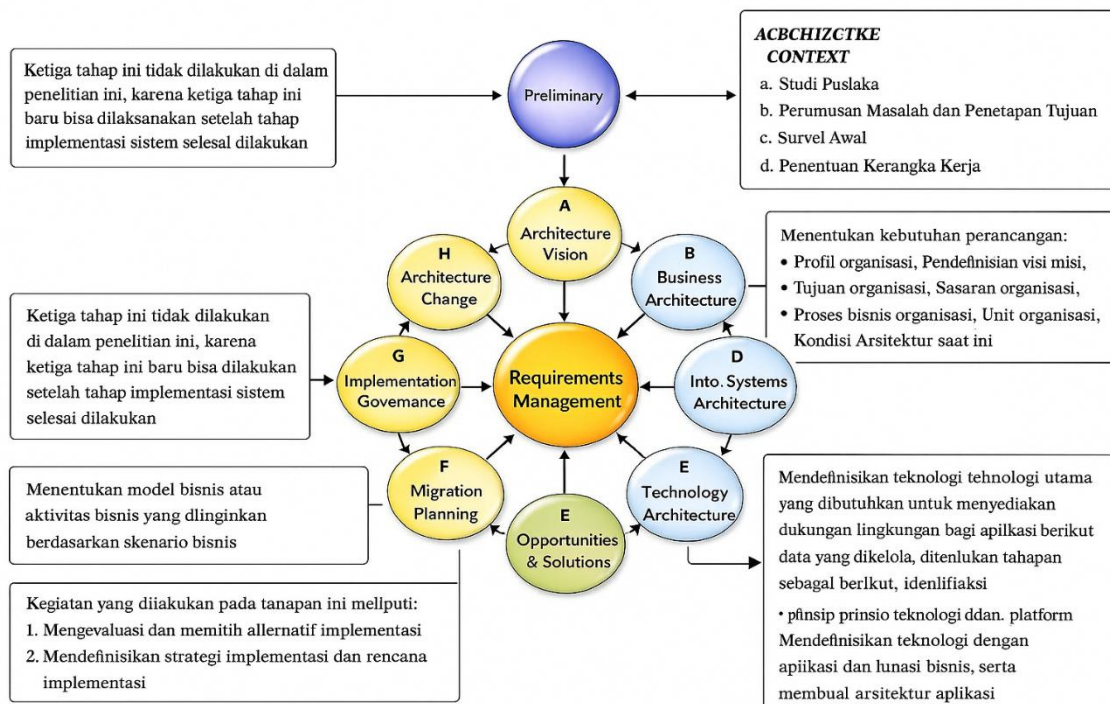 Ketiga tahap ini tidak dilakukan di dalam
penelitian ini, karena ketiga tahap ini
baru bisa dilaksanakan setelah tahap
implementasi sistem selesal dilakukan
Preliminary
ACBCHIZCTKE
CONTEXT
a. Studi Puslaka
b. Perumusan Masalah dan Penetapan Tujuan
c. Survel Awal
d. Penentuan Kerangka Kerja
A
Architecture
Vision
H
Architecture
Change
B
Business
Architecture
Menentukan kebutuhan perancangan:
• Profil organisasi, Pendefinisian visi misi,
• Tujuan organisasi, Sasaran organisasi,
• Proses bisnis organisasi, Unit organisasi,
Kondisi Arsitektur saat ini
Ketiga tahap ini tidak dilakukan
di dalam penelitian ini, karena
ketiga tahap ini baru bisa dilakukan
setelah tahap implementasi sistem
selesai dilakukan
G
Implementation
Governance
Requirements
Management
D
Into. Systems
Architecture
F
Migration
Planning
E
Opportunities
& Solutions
E
Technology
Architecture
Menentukan model bisnis atau
aktivitas bisnis yang dlinginkan
berdasarkan skenario bisnis
Mendefinisikan teknologi tehnologi utama
yang dibutuhkan untuk menyediakan
dukungan lingkungan bagi apilkasi berikut
data yang dikelola, ditenlukan tahapan
sebagal berlkut, idenlifiaksi
• pfinsip prinsio teknologi ddan. platform
Mendefinisikan teknologi dengan
apiikasi dan lunasi bisnis, serta
membual arsitektur aplikasi
Kegiatan yang diiakukan pada tanapan ini mellputi:
1. Mengevaluasi dan memitih allernatif implementasi
2. Mendefinisikan strategi implementasi dan rencana
implementasi